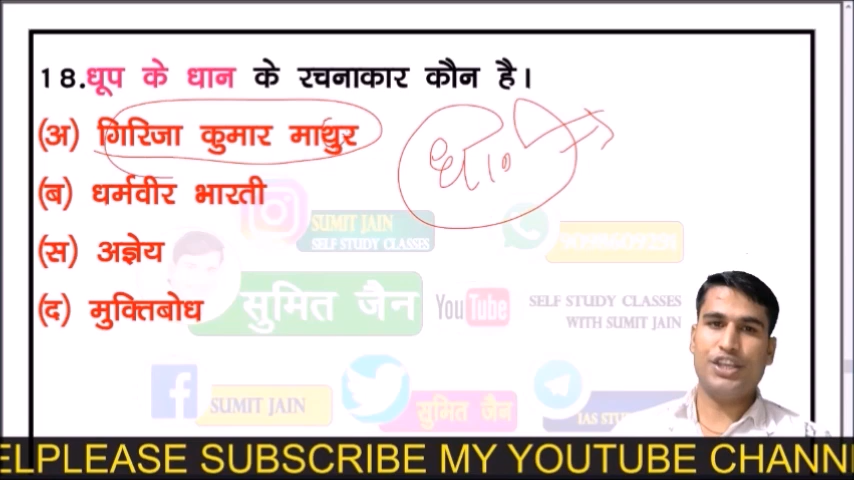 18.धूप के धान के रचनाकार कौन है।
(अ) गिरिजा कुमार माथुर
धान
(ब) धर्मवीर भारती
SUMIT JAIN
SELF STUDY CLASSES
(स) अज्ञेय
सुमित जैन
YouTube
SELF STUDY CLASSES
WITH SUMIT JAIN
(द) मुक्तिबोध
SUMIT JAIN
सुमित जैन
IAS
ELPLEASE SUBSCRIBE MY YOUTUBE CHANN